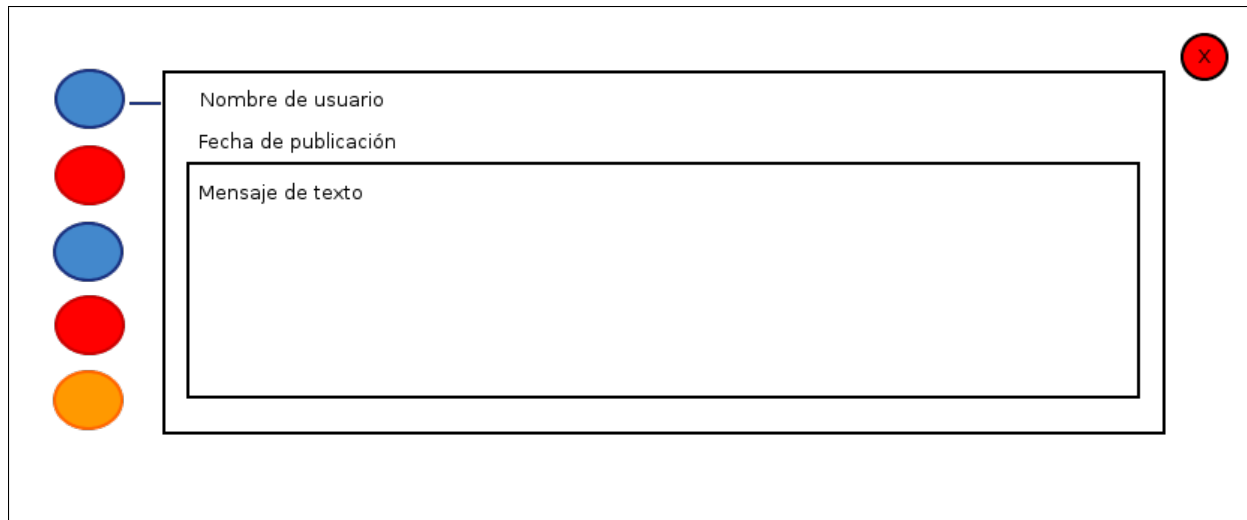 X
Nombre de usuario
Fecha de publicación
Mensaje de texto